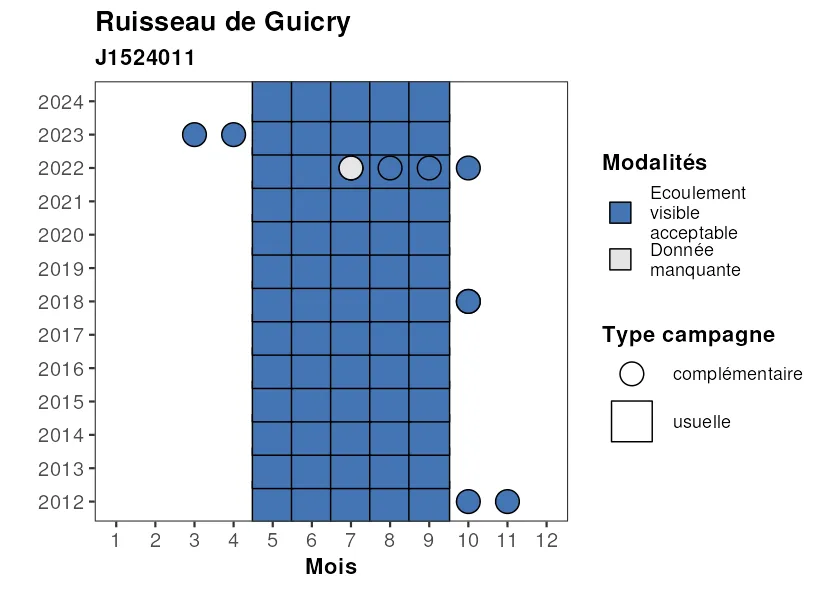 Ruisseau de Guicry
J1524011
2024
2023
2022
2021
2020
2019
2018
2017
2016
2015
2014
2013
2012
1 2 3 4 5 6 7 8 9 10 11 12
Mois
Modalités
Ecoulement
visible
acceptable
Donnée
manquante
Type campagne
complémentaire
usuelle